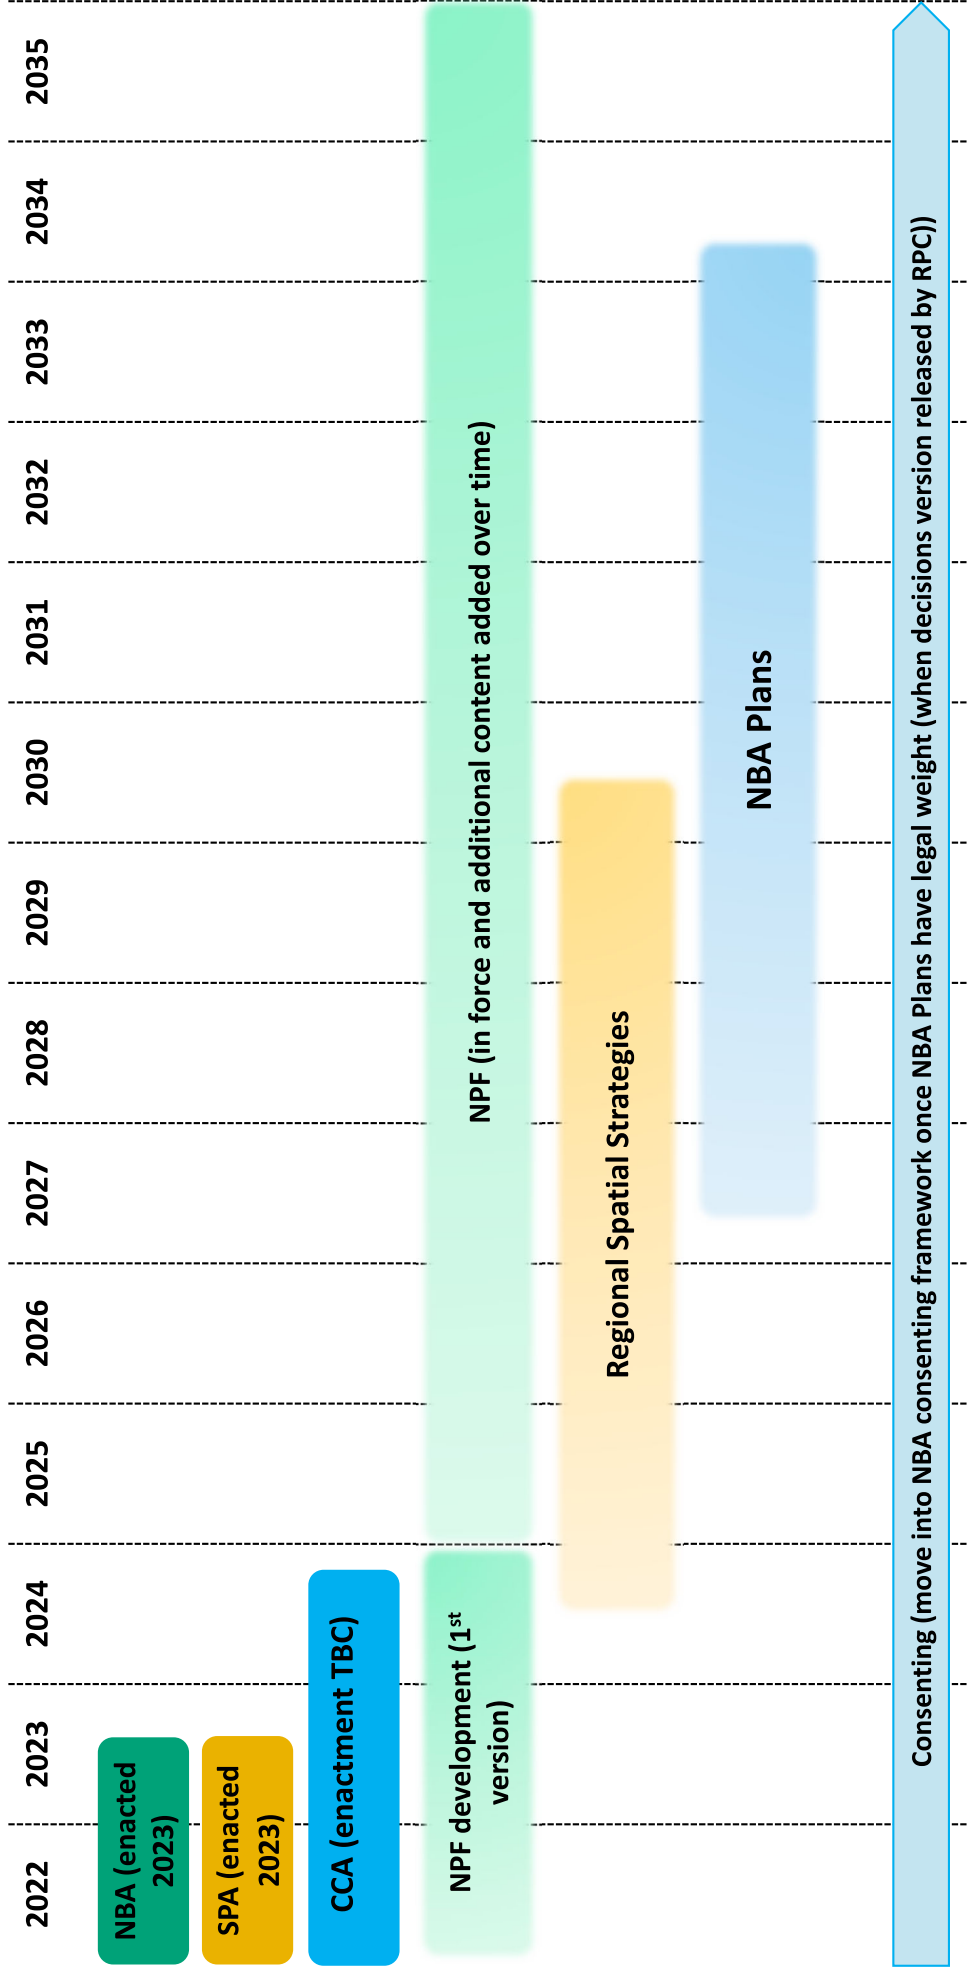 2022
2023
2024
2025
2026
2027
2028
2029
2030
2031
2032
2033
2034
2035
NBA (enacted
2023)
SPA (enacted
2023)
CCA (enactment TBC)
NPF development (1st
version)
NPF (in force and additional content added over time)
Regional Spatial Strategies
NBA Plans
Consenting (move into NBA consenting framework once NBA Plans have legal weight (when decisions version released by RPC))